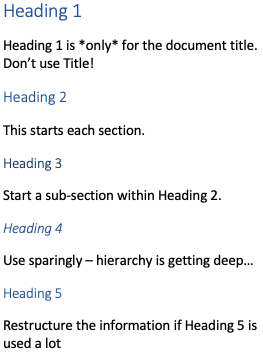 Heading 1
Heading 1 is *only* for the document title.
Don’t use Title!
Heading 2
This starts each section.
Heading 3
Start a sub-section within Heading 2.
Heading 4
Use sparingly – hierarchy is getting deep…
Heading 5
Restructure the information if Heading 5 is
used a lot